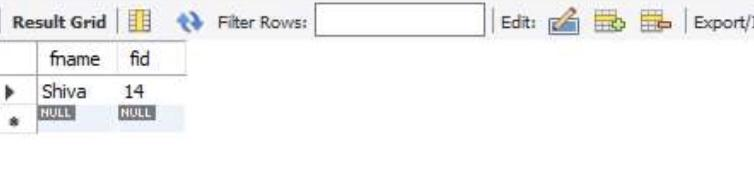 Result Grid Filter Rows: Edit: Export/
fname fid
Shiva 14
NULL NULL